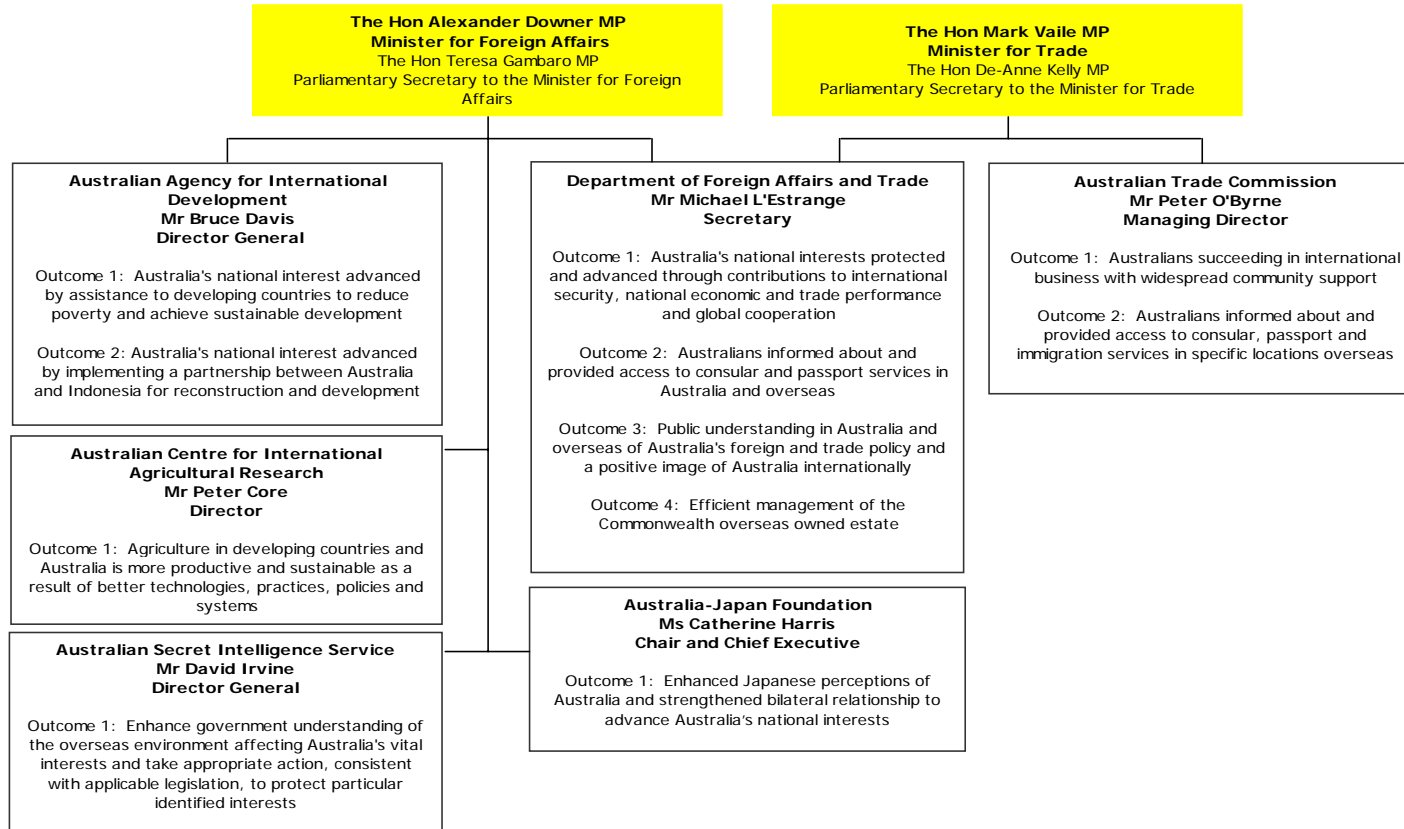 The Hon Alexander Downer MP
Minister for Foreign Affairs
The Hon Teresa Gambaro MP
Parliamentary Secretary to the Minister for Foreign
Affairs
The Hon Mark Vaile MP
Minister for Trade
The Hon De-Anne Kelly MP
Parliamentary Secretary to the Minister for Trade
Australian Agency for International
Development
Mr Bruce Davis
Director General
Outcome 1: Australia's national interest advanced
by assistance to developing countries to reduce
poverty and achieve sustainable development
Outcome 2: Australia's national interest advanced
by implementing a partnership between Australia
and Indonesia for reconstruction and development
Department of Foreign Affairs and Trade
Mr Michael L'Estrange
Secretary
Outcome 1: Australia's national interests protected
and advanced through contributions to international
security, national economic and trade performance
and global cooperation
Outcome 2: Australians informed about and
provided access to consular and passport services in
Australia and overseas
Outcome 3: Public understanding in Australia and
overseas of Australia's foreign and trade policy and
a positive image of Australia internationally
Outcome 4: Efficient management of the
Commonwealth overseas owned estate
Australian Trade Commission
Mr Peter O'Byrne
Managing Director
Outcome 1: Australians succeeding in international
business with widespread community support
Outcome 2: Australians informed about and
provided access to consular, passport and
immigration services in specific locations overseas
Australian Centre for International
Agricultural Research
Mr Peter Core
Director
Outcome 1: Agriculture in developing countries and
Australia is more productive and sustainable as a
result of better technologies, practices, policies and
systems
Australia-Japan Foundation
Ms Catherine Harris
Chair and Chief Executive
Outcome 1: Enhanced Japanese perceptions of
Australia and strengthened bilateral relationship to
advance Australia's national interests
Australian Secret Intelligence Service
Mr David Irvine
Director General
Outcome 1: Enhance government understanding of
the overseas environment affecting Australia's vital
interests and take appropriate action, consistent
with applicable legislation, to protect particular
identified interests